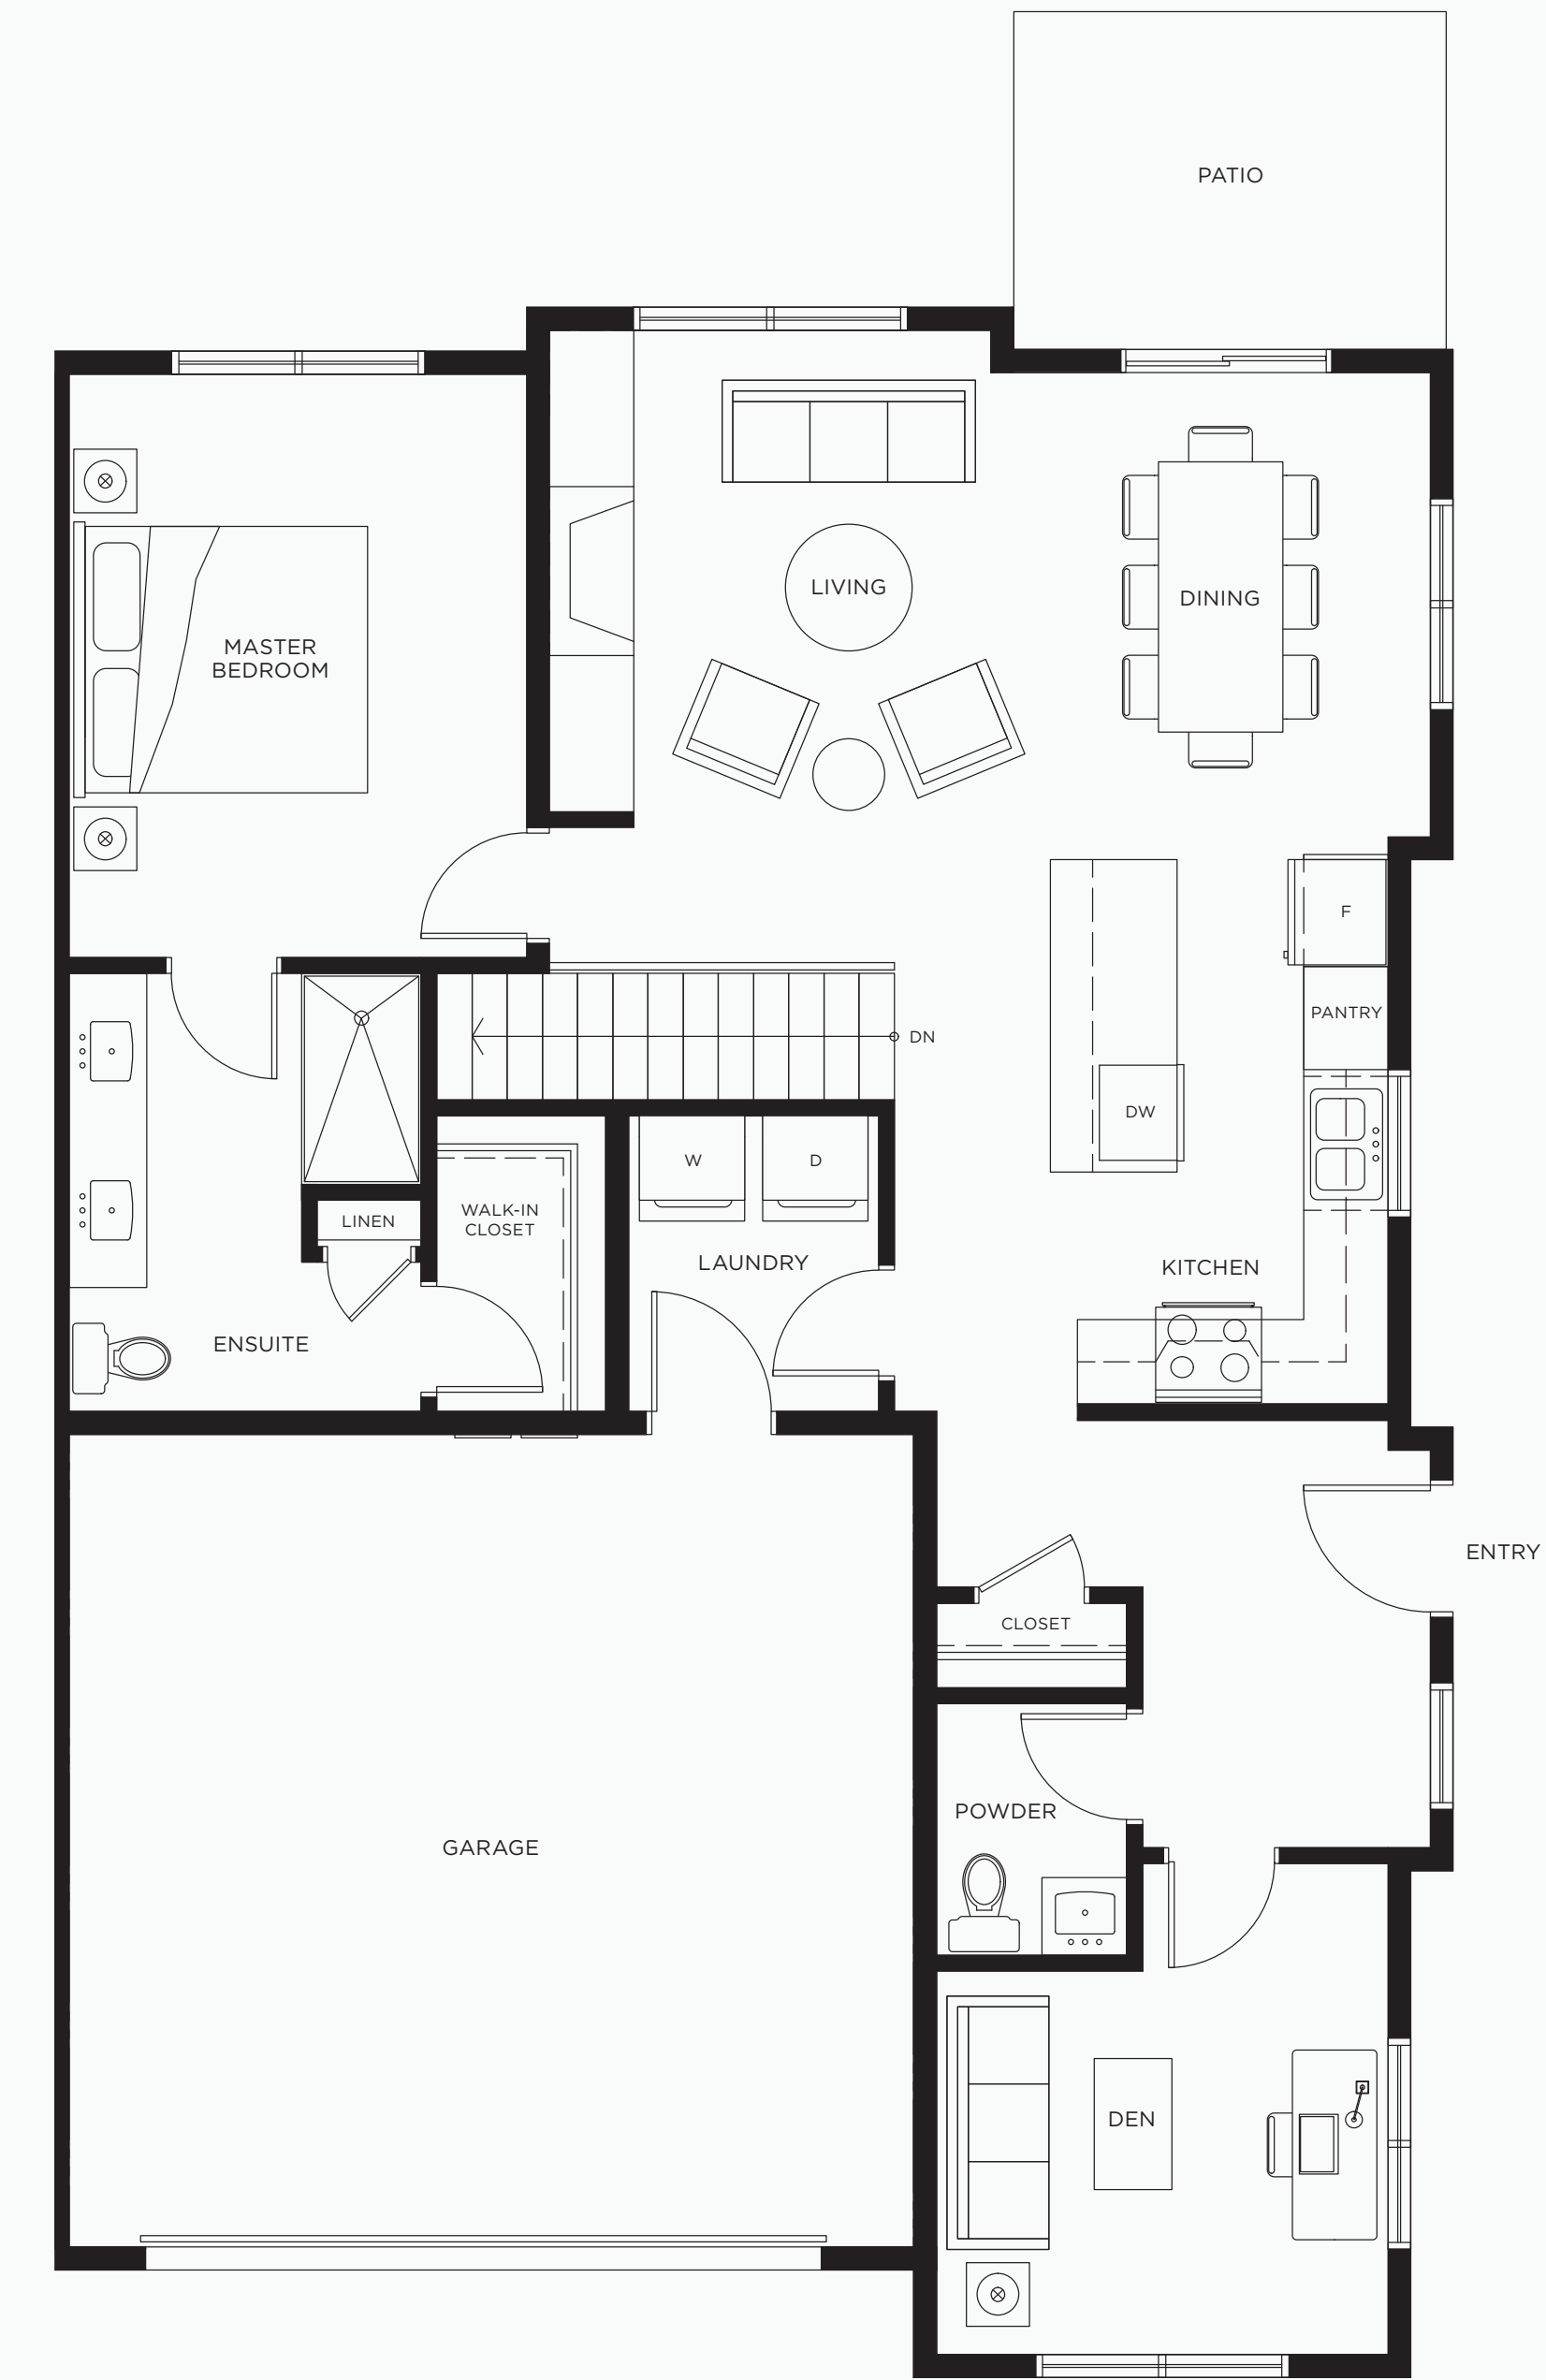 PATIO
LIVING
DINING
MASTER
BEDROOM
F
PANTRY
DN
DW
W
D
WALK-IN
CLOSET
LINEN
LAUNDRY
KITCHEN
ENSUITE
ENTRY
CLOSET
POWDER
GARAGE
DEN